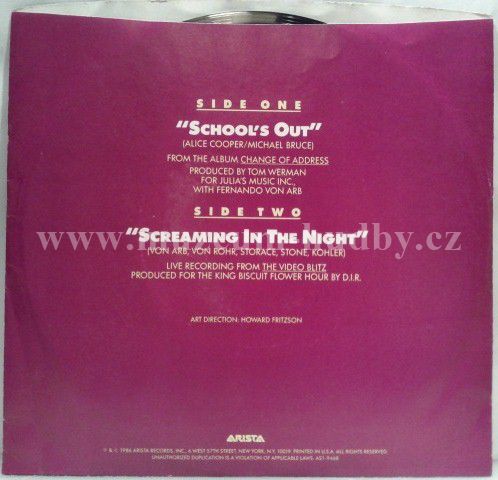 SIDE ONE
"SCHOOL'S OUT"
(ALICE COOPER/MICHAEL BRUCE)
FROM THE ALBUM CHANGE OF ADDRESS
PRODUCED BY TOM WERMAN
FOR JULIA'S MUSIC INC.,
WITH FERNANDO VON ARB
SIDE TWO
"SCREAMING IN THE NIGHT"
(VON ARB, VON ROHR, STORACE, STONE, KOHLER)
LIVE RECORDING FROM THE VIDEO BLITZ
PRODUCED FOR THE KING BISCUIT FLOWER HOUR BY D.I.R.
ART DIRECTION: HOWARD FRITZSON
ARISTA
1986 ARISTA RECORDS, INC., 6 WEST 57TH STREET, NEW YORK, N.Y. 10019. PRINTED IN U.S.A. ALL RIGHTS RESERVED.
UNAUTHORIZED DUPLICATION IS A VIOLATION OF APPLICABLE LAWS. AS1-9468